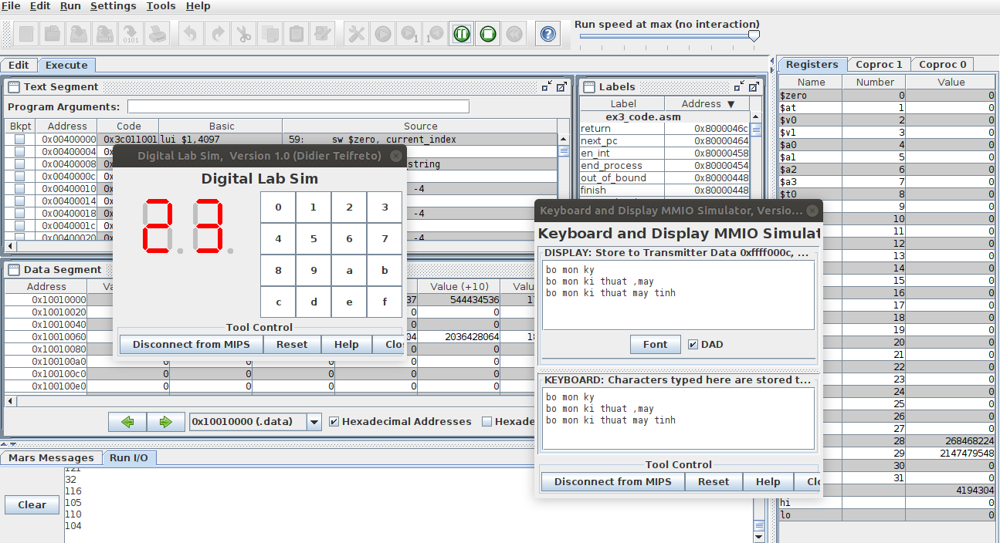 File Edit Run Settings Tools Help
Run speed at max (no interaction)
Edit Execute
Text Segment
Program Arguments:
Bkpt Address Code Basic Source
0x00400000 0x3c011001 lui $1,4097 59: sw $zero, current_index
0x00400004
0x00400008 string
0x0040000c
0x00400010 -4
0x00400014
0x00400018 -4
0x0040001c
0x00400020 -4
Labels
Label Address ▼
ex3_code.asm
return 0x8000046c
next_pc 0x80000464
en_int 0x80000458
end_process 0x80000454
out_of_bound 0x80000448
finish 0x80000448
Digital Lab Sim, Version 1.0 (Didier Teifreto)
Digital Lab Sim
23
0 1 2 3
4 5 6 7
8 9 a b
c d e f
Tool Control
Disconnect from MIPS Reset Help Clo
Data Segment
Address Va Value (+10) Valu
0x10010000 37 544434536 17
0x10010020 0 0
0x10010040 0 0
0x10010060 04 2036428064 18
0x10010080 0 0
0x100100a0 0 0 0 0 0
0x100100c0 0 0 0 0 0
0x100100e0 0 0 0 0 0
0x10010000 (.data) Hexadecimal Addresses Hexade
Mars Messages Run I/O
Clear
121
32
116
105
110
104
Keyboard and Display MMIO Simulator, Versio...
Keyboard and Display MMIO Simulat
DISPLAY: Store to Transmitter Data 0xffff000c, ...
bo mon ky
bo mon ki thuat ,may
bo mon ki thuat may tinh
Font DAD
KEYBOARD: Characters typed here are stored t...
bo mon ky
bo mon ki thuat ,may
bo mon ki thuat may tinh
Tool Control
Disconnect from MIPS Reset Help Clo
Registers Coproc 1 Coproc 0
Name Number Value
$zero 0 0
$at 1 0
$v0 2 0
$v1 3 0
$a0 4 0
$a1 5 0
$a2 6 0
$a3 7 0
$t0 8 0
9 0
10 0
11 0
12 0
13 0
14 0
15 0
16 0
17 0
18 0
19 0
20 0
21 0
22 0
23 0
24 0
25 0
26 0
27 0
28 268468224
29 2147479548
30 0
31 0
4194304
hi 0
lo 0